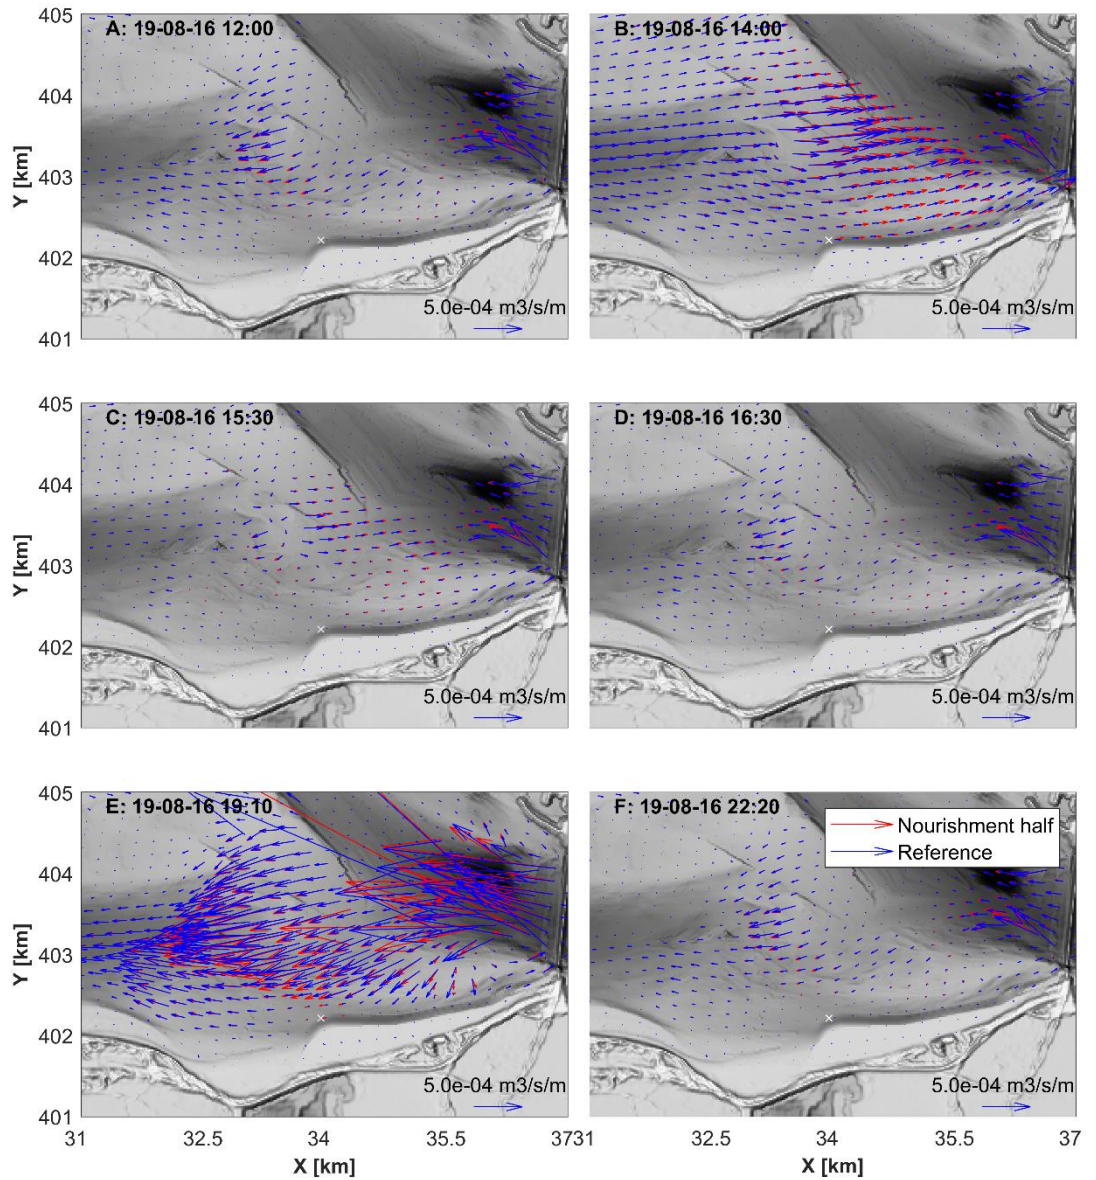 A: 19-08-16 12:00
B: 19-08-16 14:00
405
404
403
402
401
Y [km]
5.0e-04 m3/s/m
5.0e-04 m3/s/m
C: 19-08-16 15:30
D: 19-08-16 16:30
405
404
403
402
401
Y [km]
5.0e-04 m3/s/m
5.0e-04 m3/s/m
E: 19-08-16 19:10
F: 19-08-16 22:20
Nourishment half
Reference
405
404
403
402
401
Y [km]
5.0e-04 m3/s/m
5.0e-04 m3/s/m
31 32.5 34 35.5 37
31 32.5 34 35.5 37
X [km]
X [km]